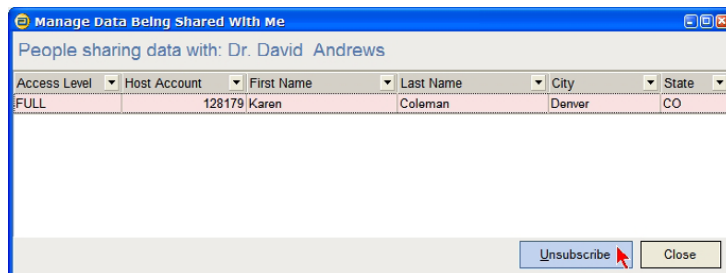 Manage Data Being Shared With Me
People sharing data with: Dr. David Andrews
Access Level Host Account First Name Last Name City State
FULL 128179 Karen Coleman Denver CO
Unsubscribe Close